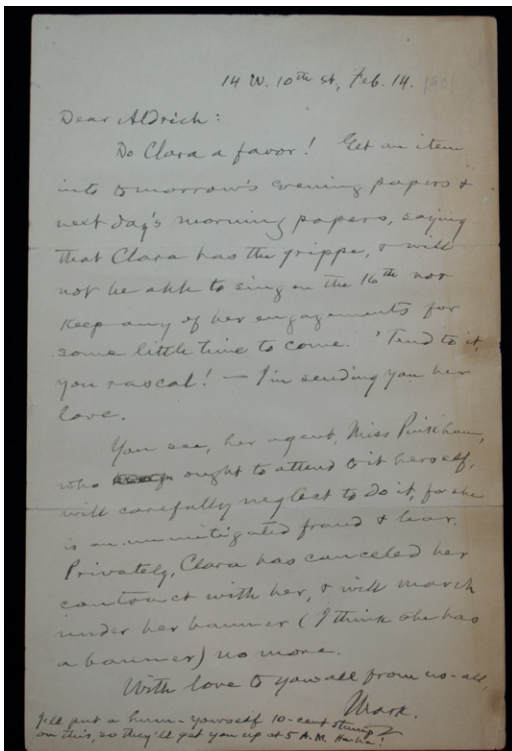 14 W. 10th st, Feb. 14. 1901
Dear Aldrich:
Do Clara a favor! Get an item
into tomorrow's evening papers &
next day's morning papers, saying
that Clara has the grippe, & will
not be able to sing on the 16th nor
keep any of her engagements for
some little time to come. 'Tend to it,
you rascal! — I'm sending you her
love.
You see, her agent, Miss Pinkham,
who ought to attend to it herself,
will carefully neglect to do it, for she
is an unmitigated fraud & liar.
Privately, Clara has canceled her
contract with her, & will march
under her banner (I think she has
a banner) no more.
With love to you-all from us-all,
Mark.
I'll put a hum-yourself 10-cent stamp
on this, so they'll get you up at 5 A.M. Haha!